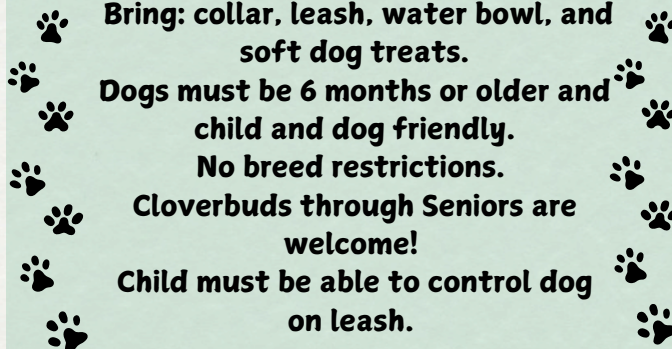 Bring: collar, leash, water bowl, and
soft dog treats.
Dogs must be 6 months or older and
child and dog friendly.
No breed restrictions.
Cloverbuds through Seniors are
welcome!
Child must be able to control dog
on leash.